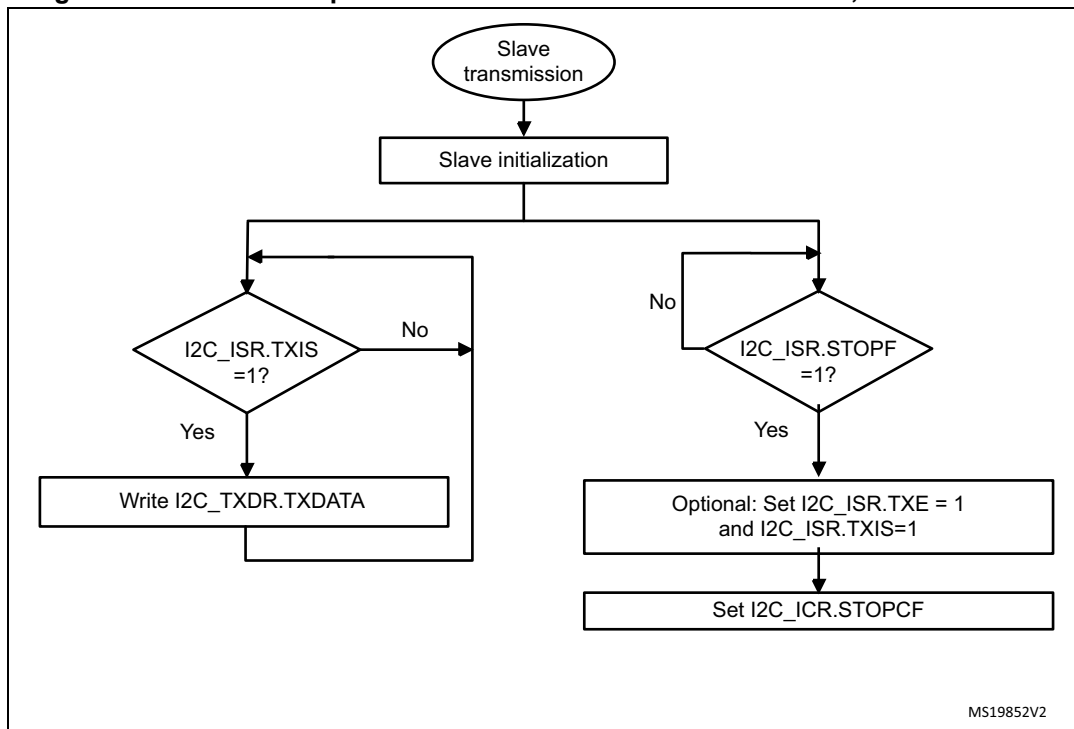 Slave
transmission
Slave initialization
No
No
I2C_ISR.TXIS
=1?
I2C_ISR.STOPF
=1?
Yes
Yes
Write I2C_TXDR.TXDATA
Optional: Set I2C_ISR.TXE = 1
and I2C_ISR.TXIS=1
Set I2C_ICR.STOPCF
MS19852V2